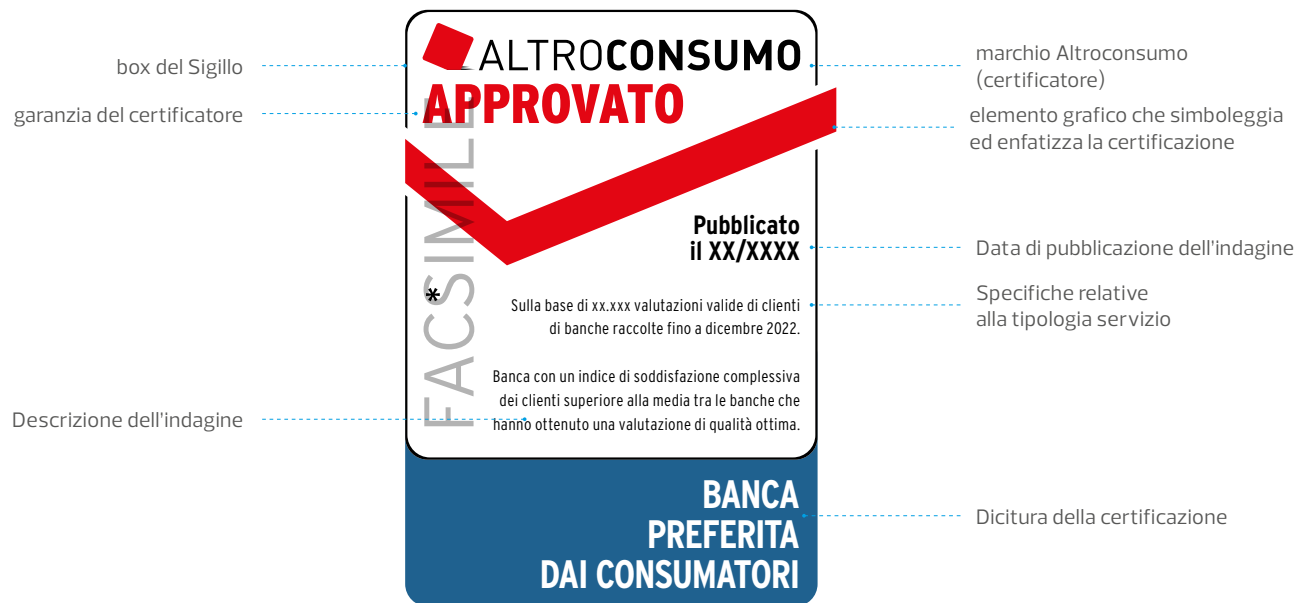 box del Sigillo
garanzia del certificatore
Descrizione dell'indagine
ALTROCONSUMO
APPROVATO
FACSIMILE
Pubblicato
il XX/XXXX
*
Sulla base di xx.xxx valutazioni valide di clienti
di banche raccolte fino a dicembre 2022.
Banca con un indice di soddisfazione complessiva
dei clienti superiore alla media tra le banche che
hanno ottenuto una valutazione di qualità ottima.
BANCA
PREFERITA
DAI CONSUMATORI
marchio Altroconsumo
(certificatore)
elemento grafico che simboleggia
ed enfatizza la certificazione
Data di pubblicazione dell'indagine
Specifiche relative
alla tipologia servizio
Dicitura della certificazione